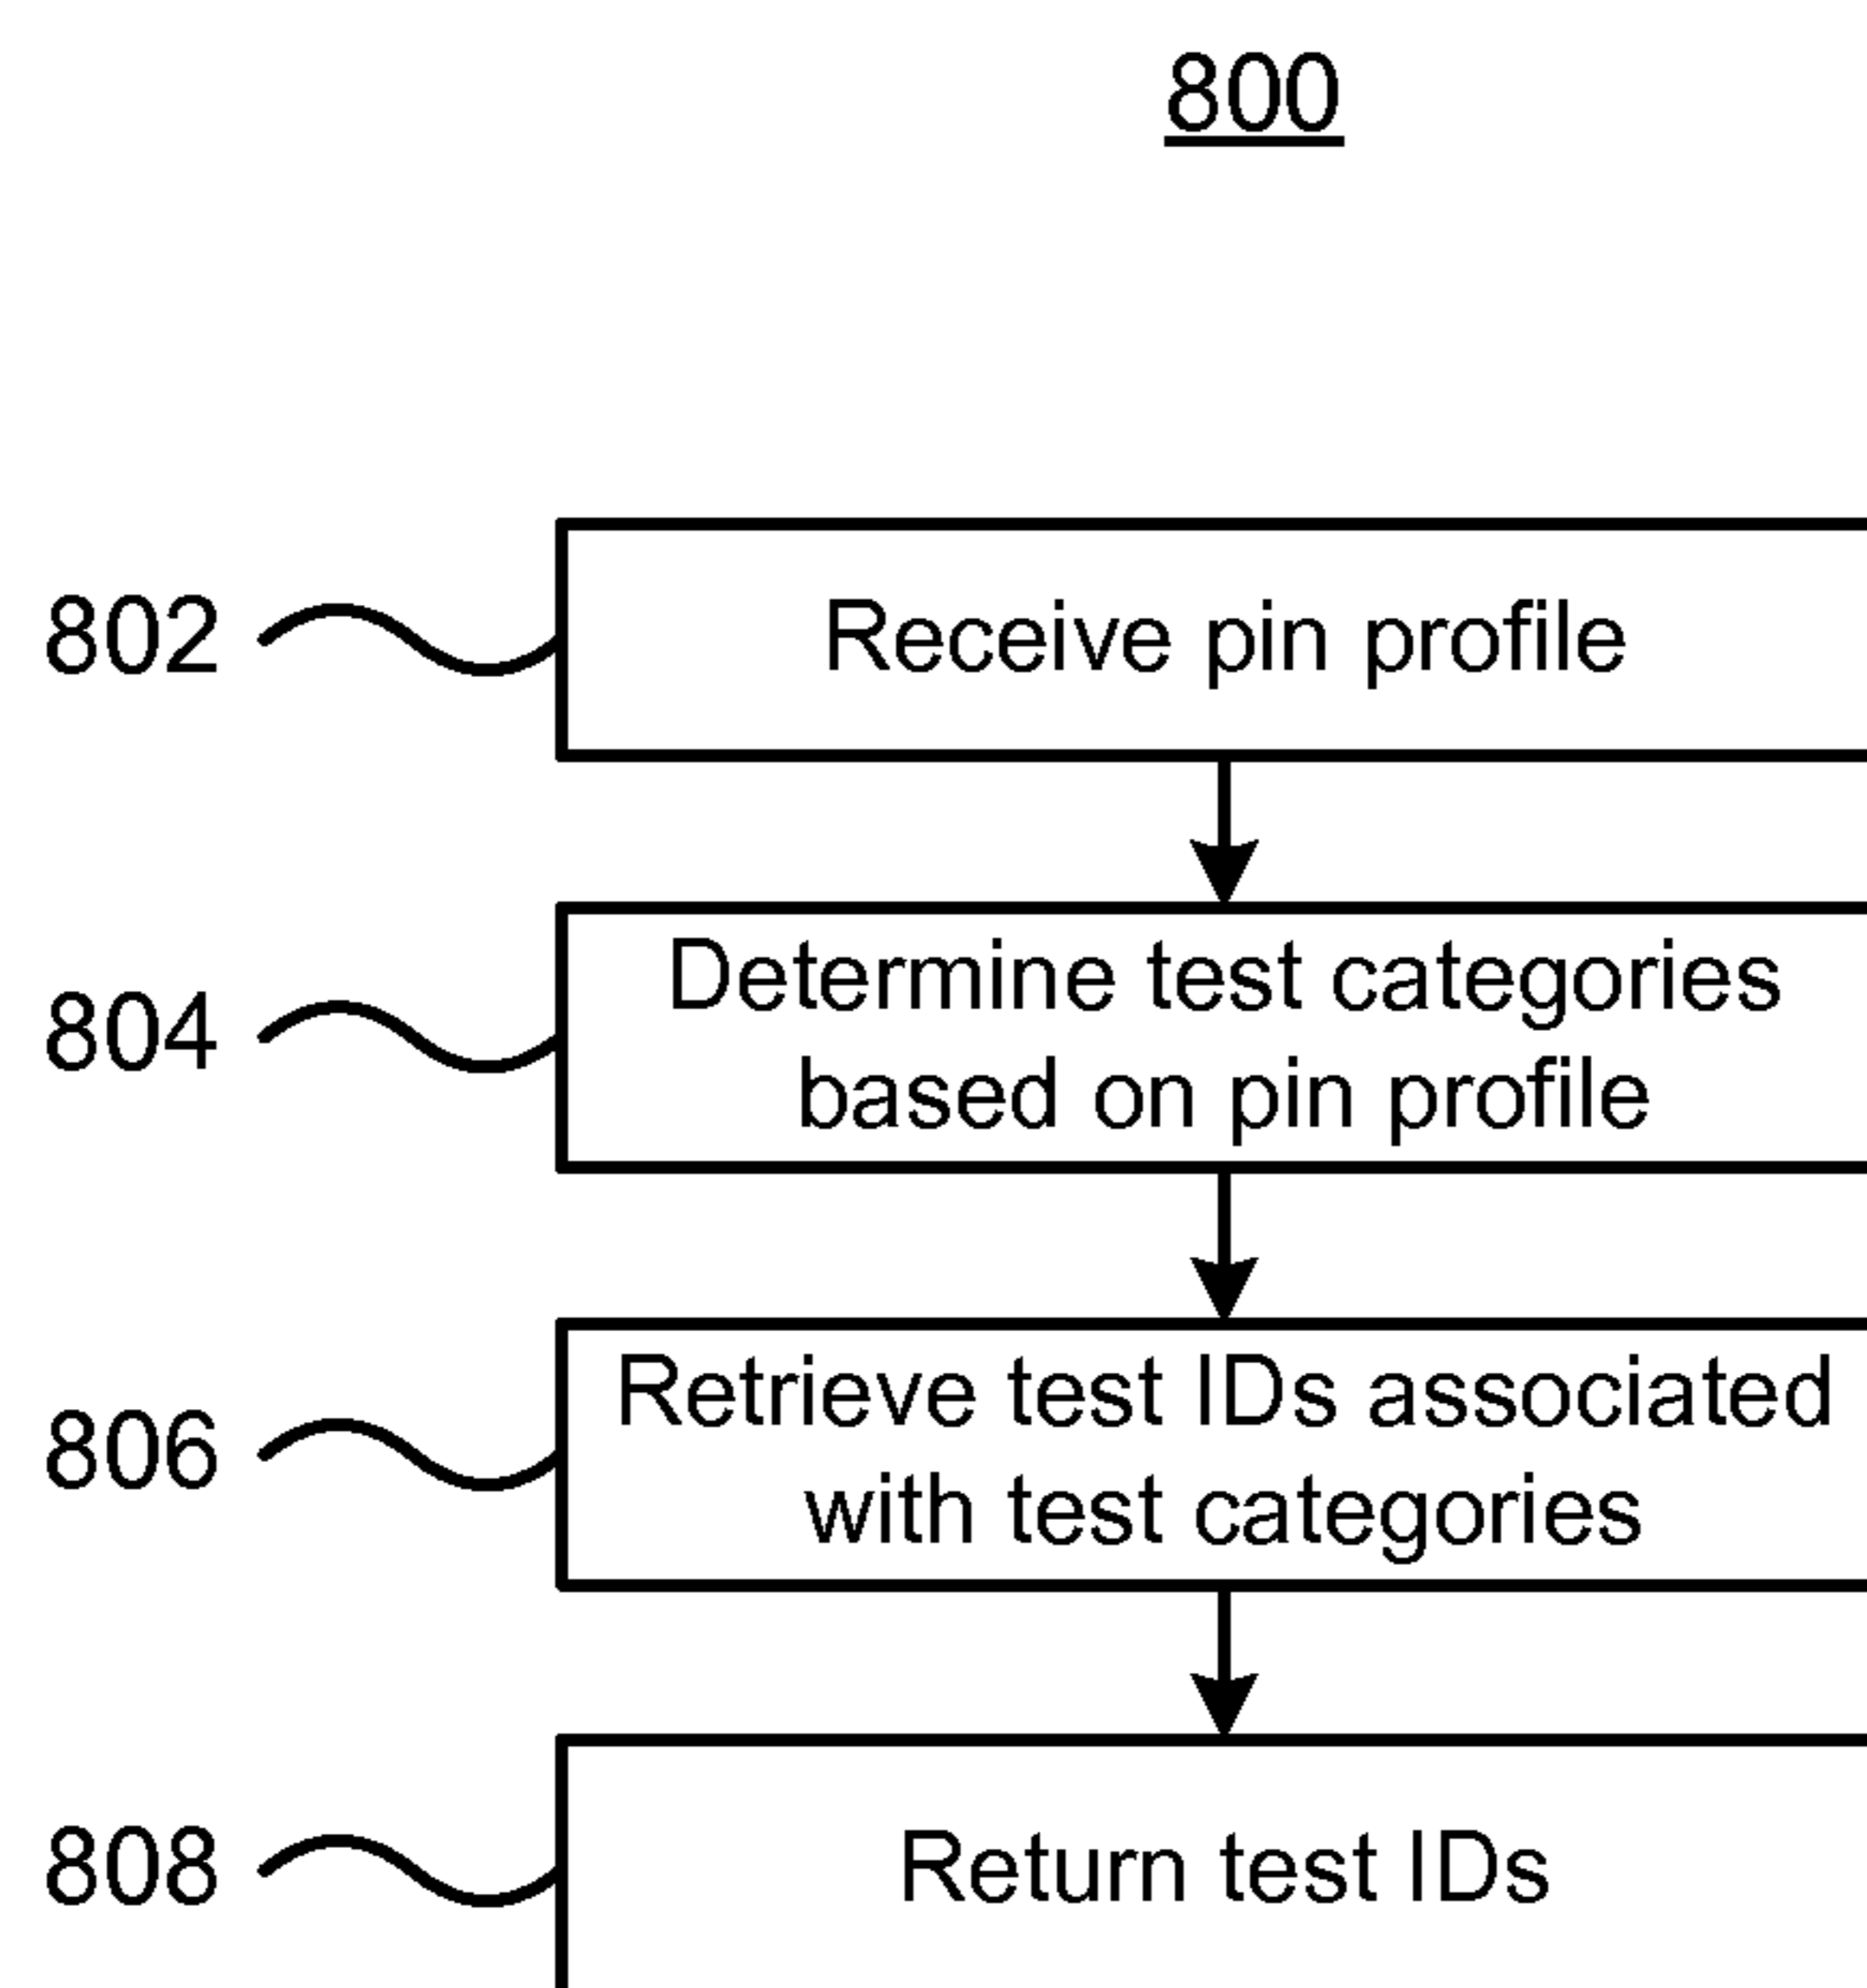 800
802
Receive pin profile
804
Determine test categories
based on pin profile
806
Retrieve test IDs associated
with test categories
808
Return test IDs